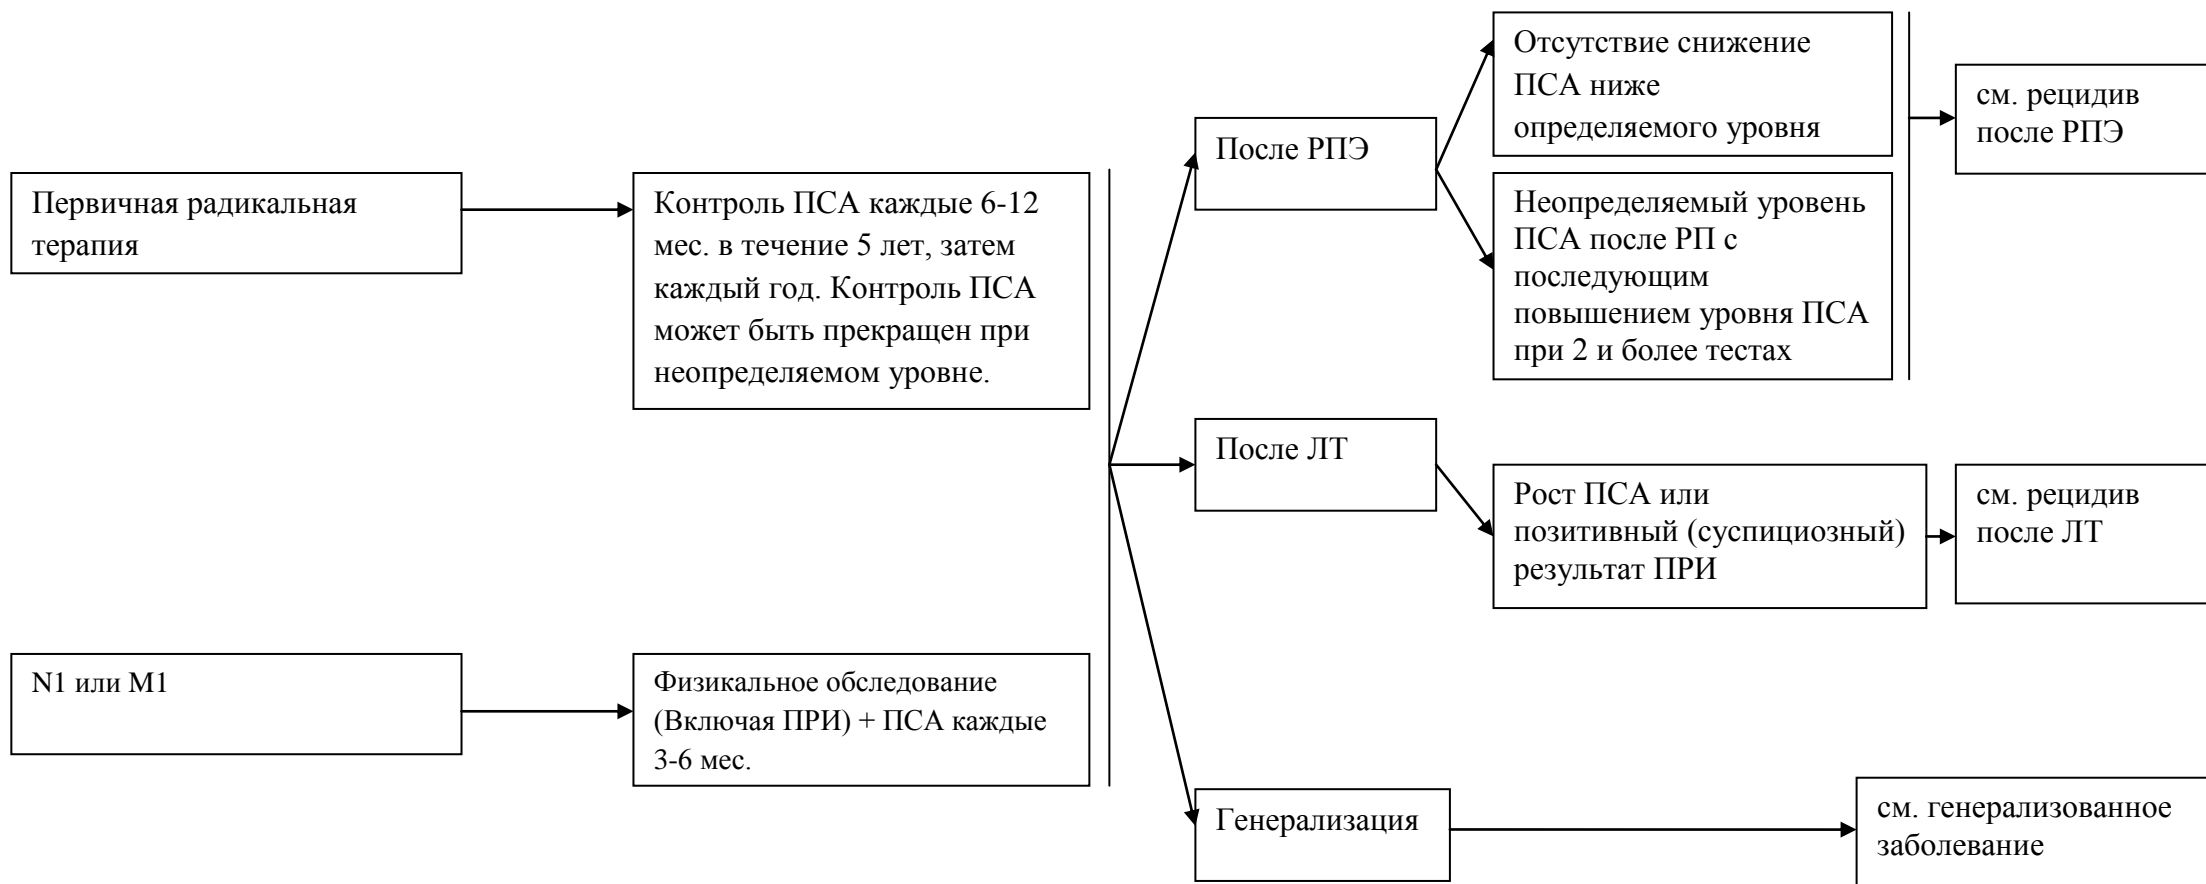 Первичная радикальная
терапия
Контроль ПСА каждые 6-12
мес. в течение 5 лет, затем
каждый год. Контроль ПСА
может быть прекращен при
неопределяемом уровне.
N1 или M1
Физикальное обследование
(Включая ПРИ) + ПСА каждые
3-6 мес.
После РПЭ
Отсутствие снижение
ПСА ниже
определяемого уровня
Неопределяемый уровень
ПСА после РП с
последующим
повышением уровня ПСА
при 2 и более тестах
см. рецидив
после РПЭ
После ЛТ
Рост ПСА или
позитивный (суспициозный)
результат ПРИ
см. рецидив
после ЛТ
Генерализация
см. генерализованное
заболевание